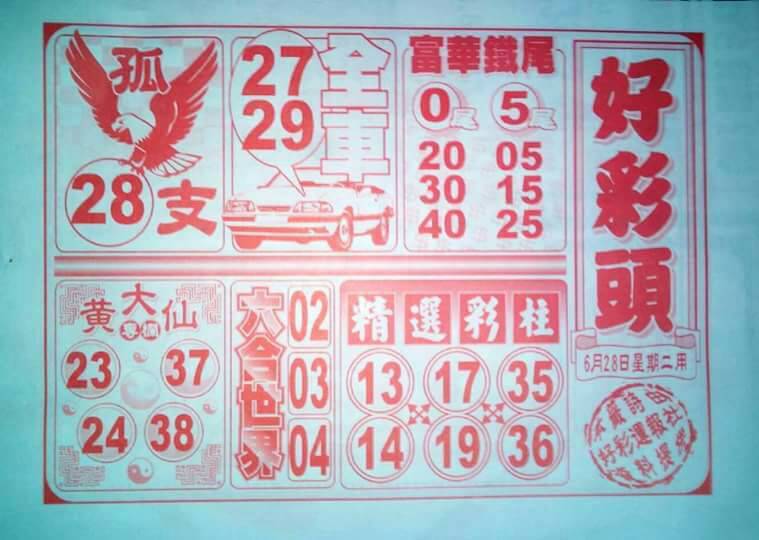 孤
28支
27
29
全車
富華鐵尾
0尾 5尾
20 05
30 15
40 25
好彩頭
6月28日星期二用
黃大仙
專欄
23 37
24 38
六合世界
02
03
04
精選彩柱
13 17 35
14 19 36
好彩運報社